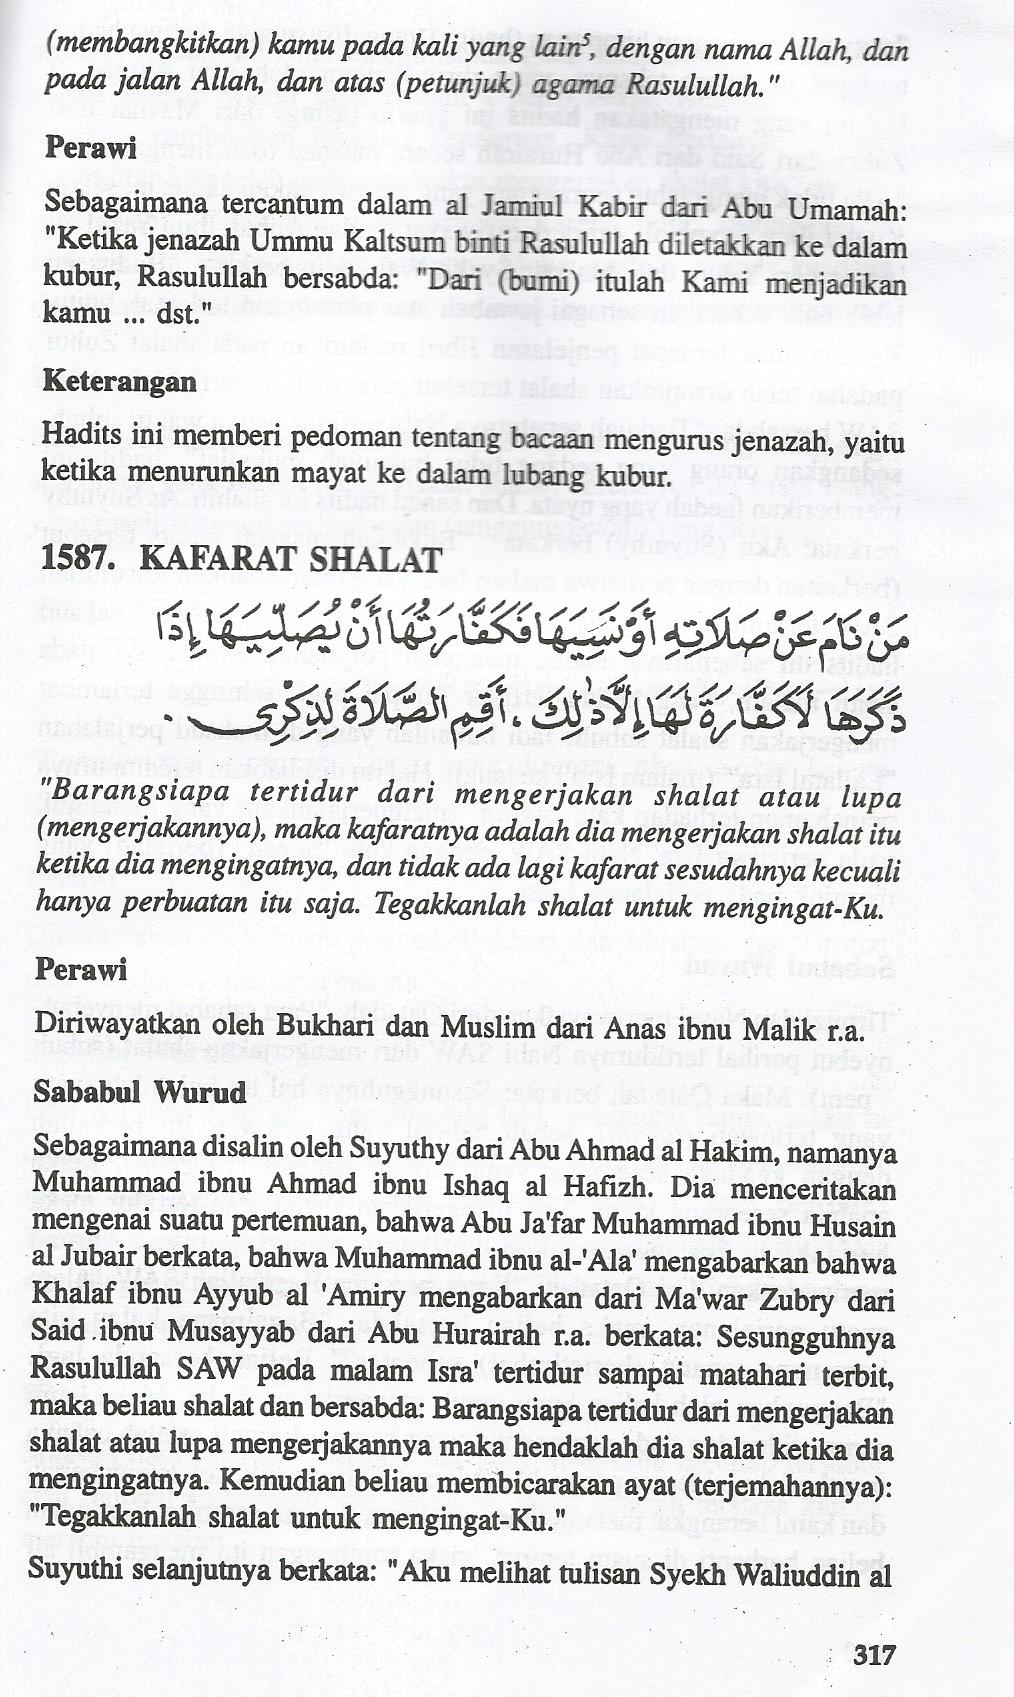 (membangkitkan) kamu pada kali yang lain⁵, dengan nama Allah, dan
pada jalan Allah, dan atas (petunjuk) agama Rasulullah."
Perawi
Sebagaimana tercantum dalam al Jamiul Kabir dari Abu Umamah:
"Ketika jenazah Ummu Kaltsum binti Rasulullah diletakkan ke dalam
kubur, Rasulullah bersabda: "Dari (bumi) itulah Kami menjadikan
kamu ... dst."
Keterangan
Hadits ini memberi pedoman tentang bacaan mengurus jenazah, yaitu
ketika menurunkan mayat ke dalam lubang kubur.
1587. KAFARAT SHALAT
مَنْ نَامَ عَنْ صَلَاتِهِ أَوْ نَسِيَهَا فَكَفَّارَتُهَا أَنْ يُصَلِّيَهَا إِذَا
ذَكَرَهَا لَا كَفَّارَةَ لَهَا إِلَّا ذٰلِكَ ، أَقِمِ الصَّلَاةَ لِذِكْرِى .
"Barangsiapa tertidur dari mengerjakan shalat atau lupa
(mengerjakannya), maka kafaratnya adalah dia mengerjakan shalat itu
ketika dia mengingatnya, dan tidak ada lagi kafarat sesudahnya kecuali
hanya perbuatan itu saja. Tegakkanlah shalat untuk mengingat-Ku.
Perawi
Diriwayatkan oleh Bukhari dan Muslim dari Anas ibnu Malik r.a.
Sababul Wurud
Sebagaimana disalin oleh Suyuthy dari Abu Ahmad al Hakim, namanya
Muhammad ibnu Ahmad ibnu Ishaq al Hafizh. Dia menceritakan
mengenai suatu pertemuan, bahwa Abu Ja'far Muhammad ibnu Husain
al Jubair berkata, bahwa Muhammad ibnu al-'Ala' mengabarkan bahwa
Khalaf ibnu Ayyub al 'Amiry mengabarkan dari Ma'war Zubry dari
Said ibnu Musayyab dari Abu Hurairah r.a. berkata: Sesungguhnya
Rasulullah SAW pada malam Isra' tertidur sampai matahari terbit,
maka beliau shalat dan bersabda: Barangsiapa tertidur dari mengerjakan
shalat atau lupa mengerjakannya maka hendaklah dia shalat ketika dia
mengingatnya. Kemudian beliau membicarakan ayat (terjemahannya):
"Tegakkanlah shalat untuk mengingat-Ku."
Suyuthi selanjutnya berkata: "Aku melihat tulisan Syekh Waliuddin al
317